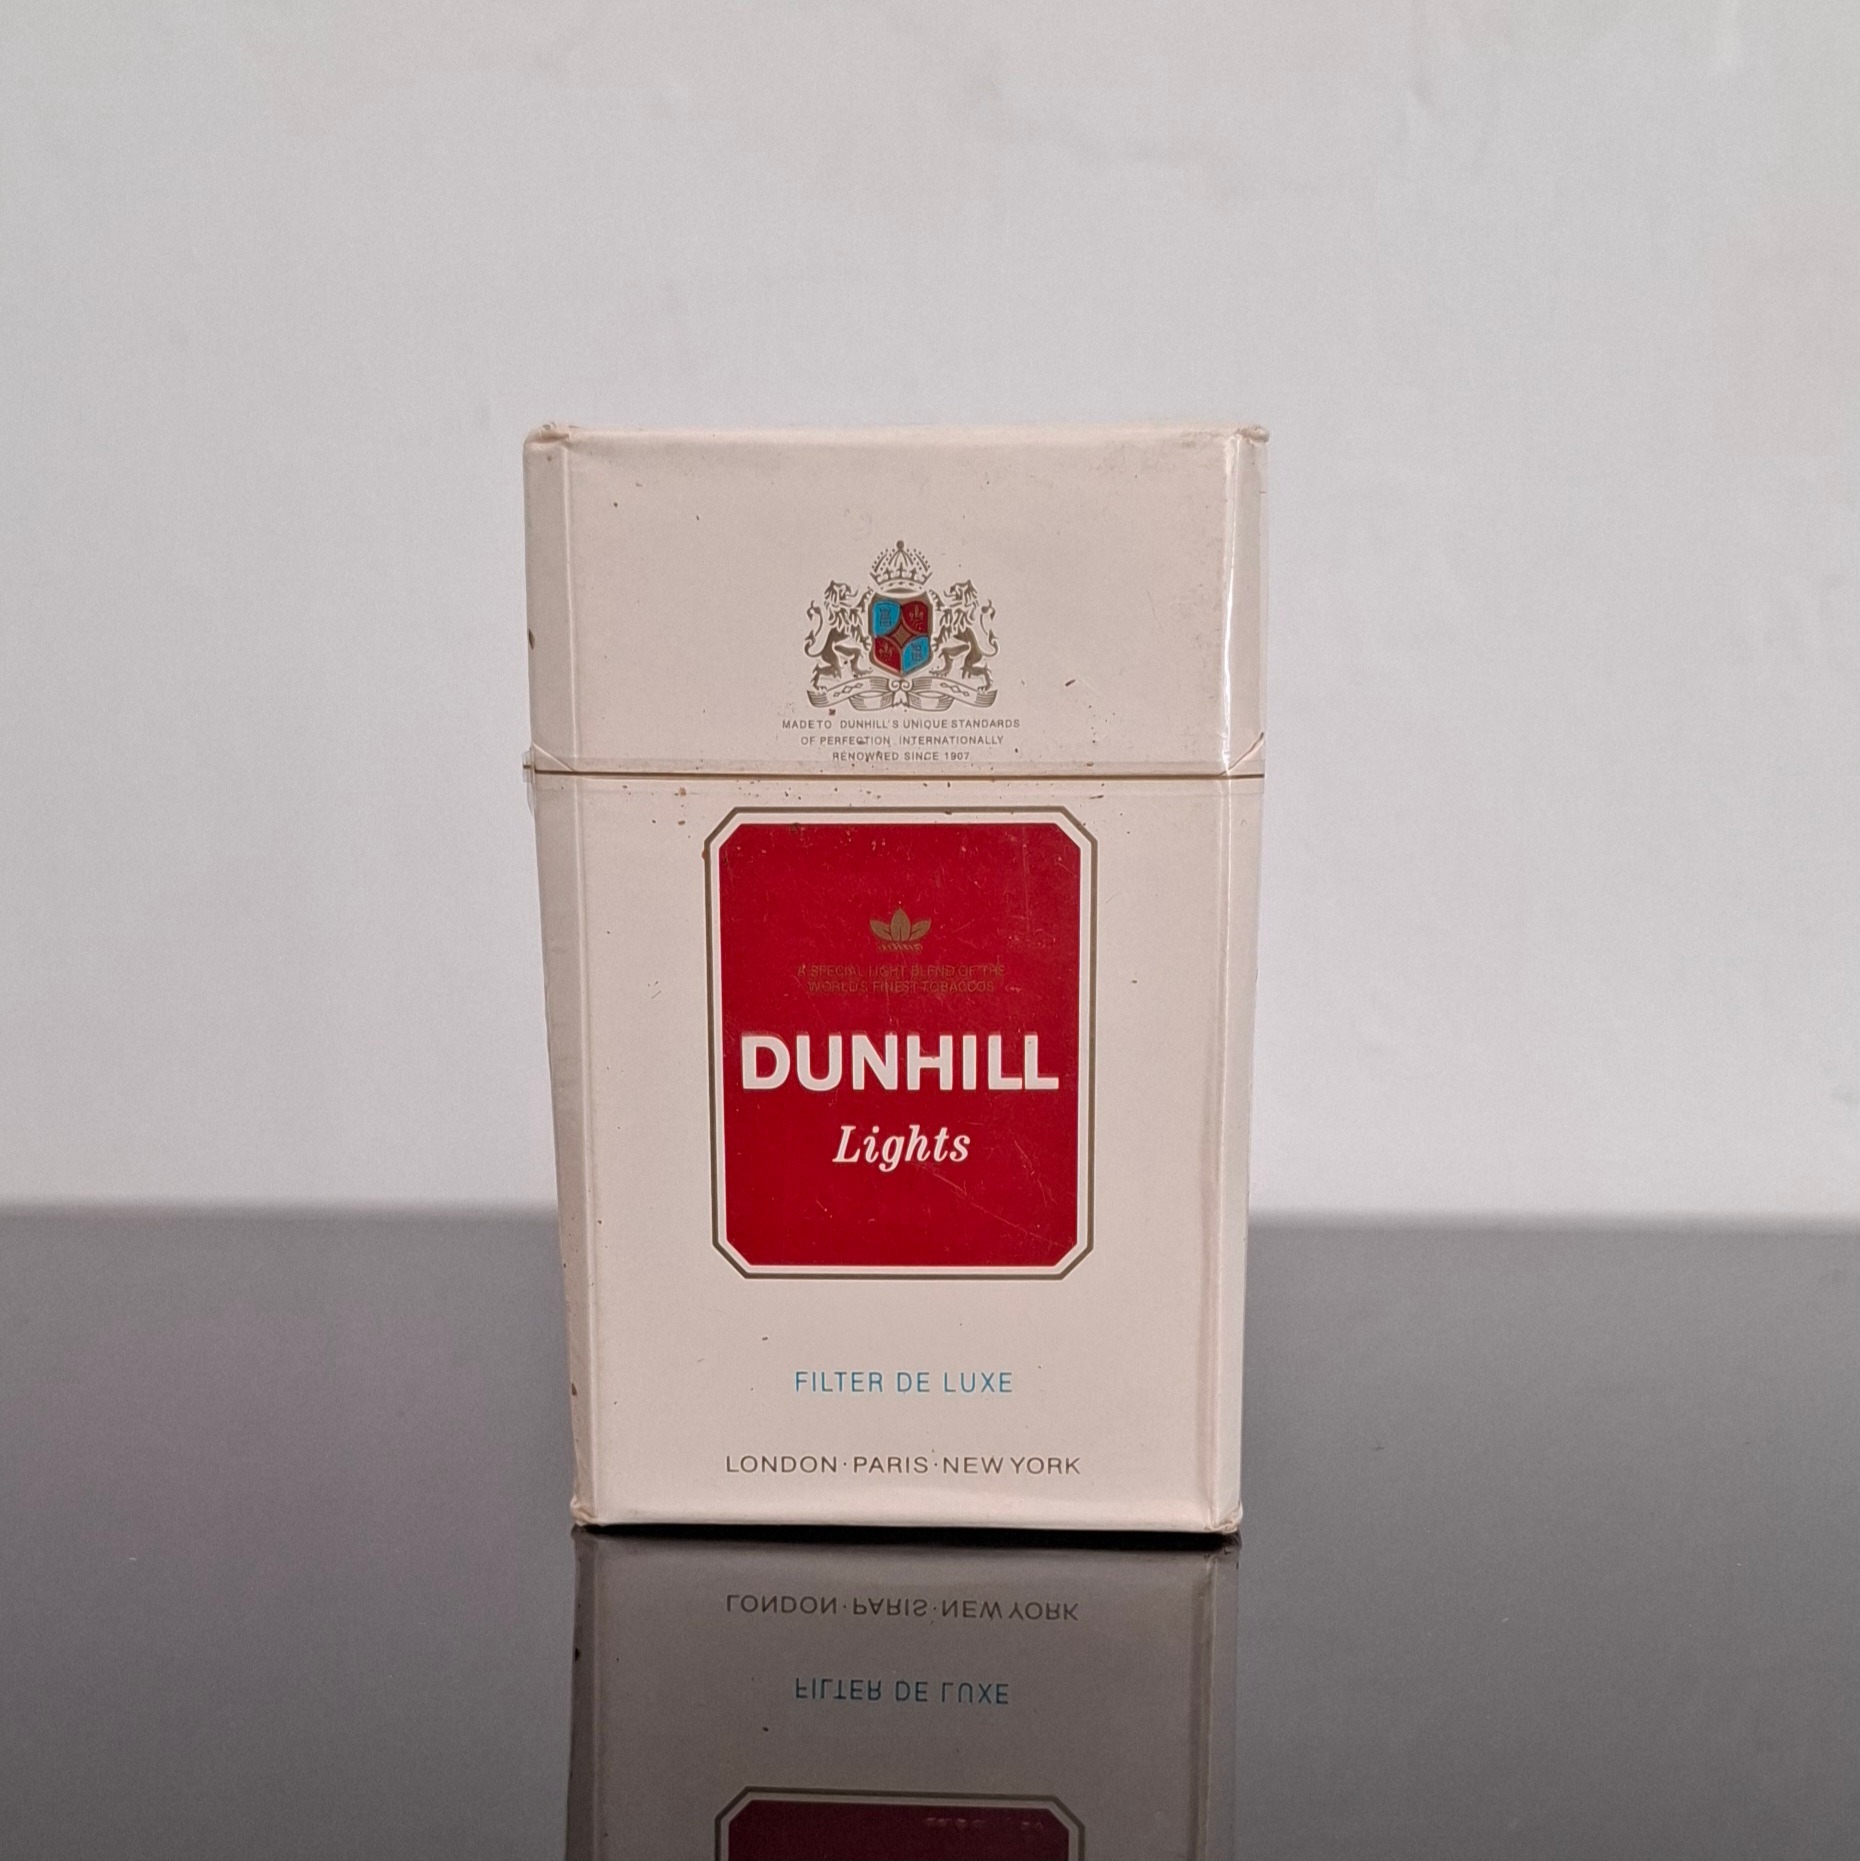 MADE TO DUNHILL'S UNIQUE STANDARDS
OF PERFECTION INTERNATIONALLY
RENOWNED SINCE 1907
A SPECIAL LIGHT BLEND OF THE
WORLD'S FINEST TOBACCOS
DUNHILL
Lights
FILTER DE LUXE
LONDON·PARIS·NEW YORK